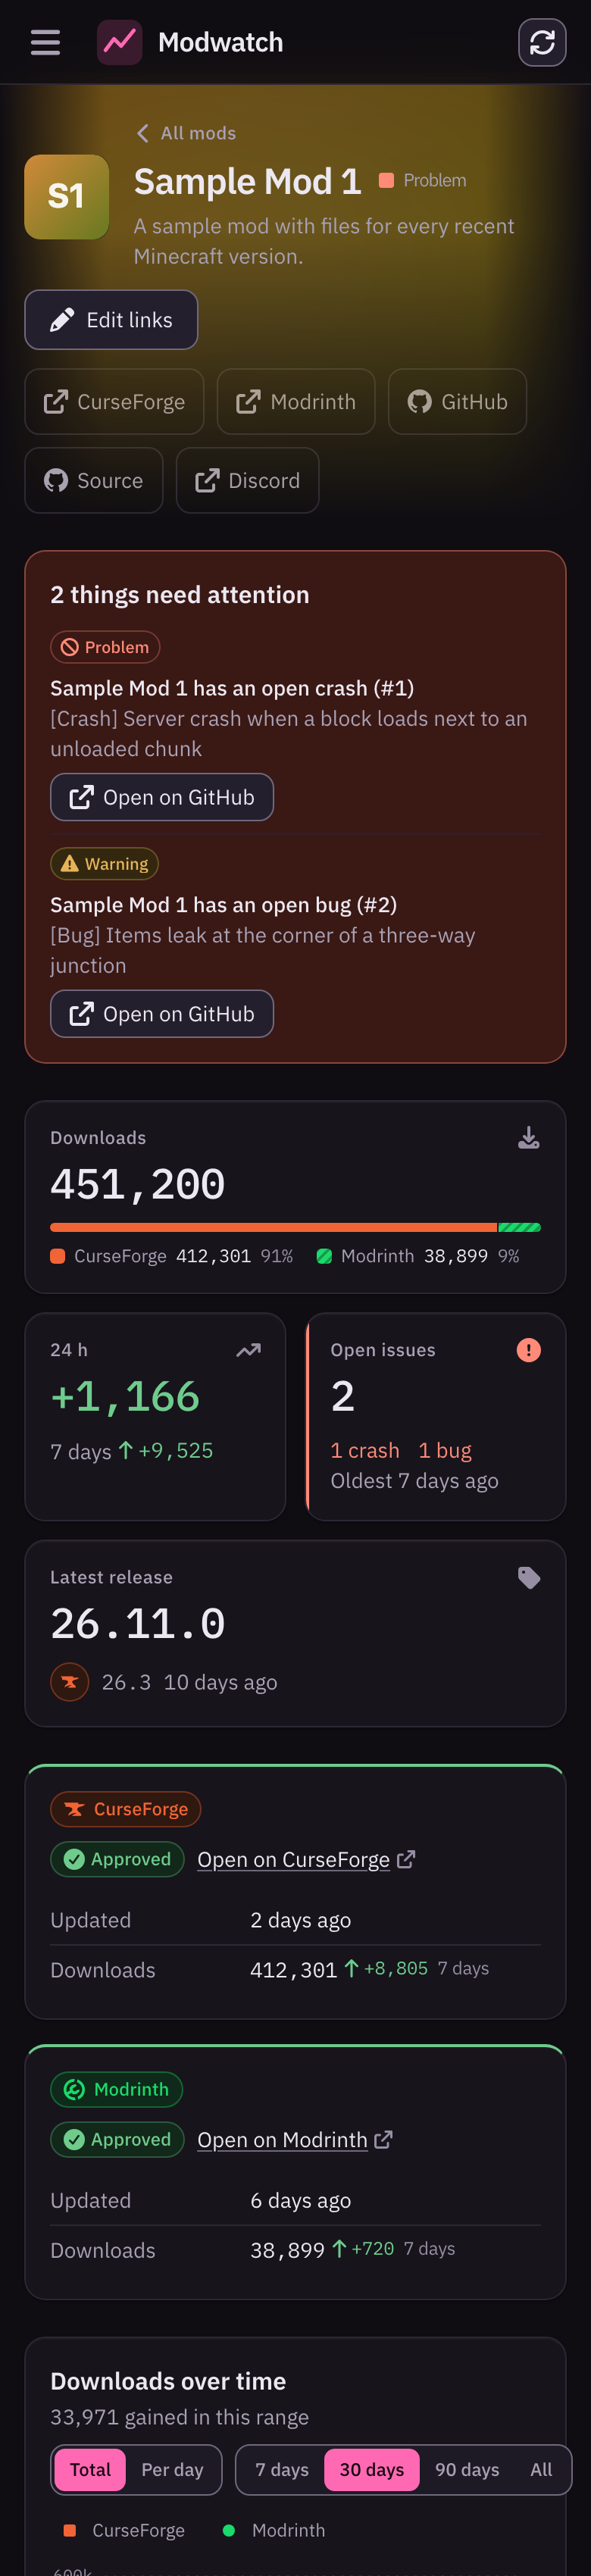 Modwatch
All mods
S1
Sample Mod 1 Problem
A sample mod with files for every recent
Minecraft version.
Edit links
CurseForge Modrinth GitHub
Source Discord
2 things need attention
Problem
Sample Mod 1 has an open crash (#1)
[Crash] Server crash when a block loads next to an
unloaded chunk
Open on GitHub
Warning
Sample Mod 1 has an open bug (#2)
[Bug] Items leak at the corner of a three-way
junction
Open on GitHub
Downloads
451,200
CurseForge 412,301 91% Modrinth 38,899 9%
24 h
+1,166
7 days +9,525
Open issues
2
1 crash 1 bug
Oldest 7 days ago
Latest release
26.11.0
26.3 10 days ago
CurseForge
Approved Open on CurseForge
Updated 2 days ago
Downloads 412,301 +8,805 7 days
Modrinth
Approved Open on Modrinth
Updated 6 days ago
Downloads 38,899 +720 7 days
Downloads over time
33,971 gained in this range
Total Per day 7 days 30 days 90 days All
CurseForge Modrinth
600k